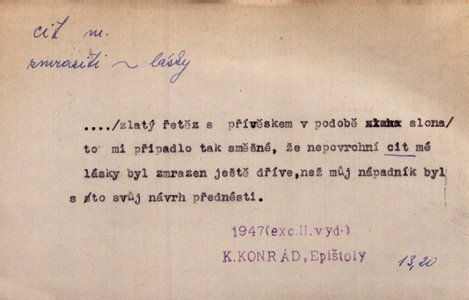 cit m.
zmraziti ~ lásky
..../zlatý řetěz s přívěskem v podobě slona/
to mi připadlo tak směšné, že nepovrchní cit mé
lásky byl zmrazen ještě dříve,než můj nápadník byl
s /to svůj návrh přednésti.
1947(exc.II.vyd.)
K.KONRÁD, Epištoly
13,20